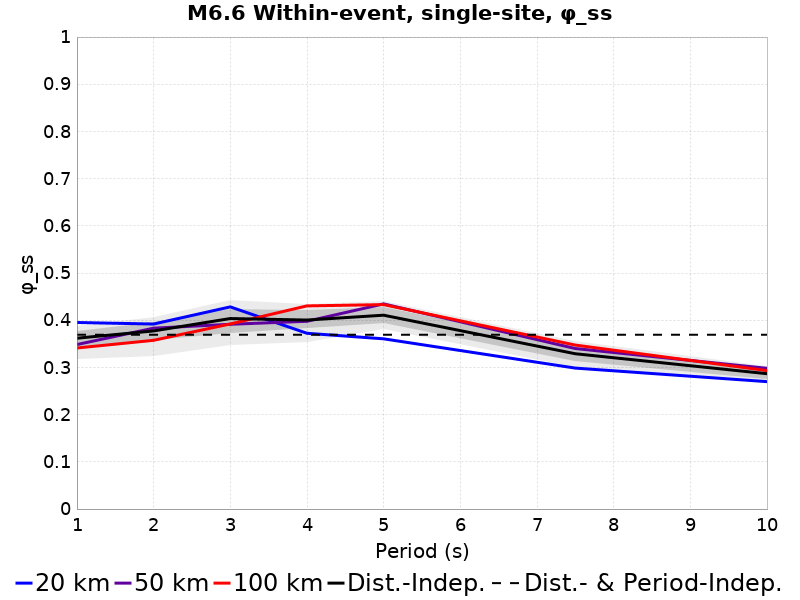 M6.6 Within-event, single-site, φ_ss
1
0.9
0.8
0.7
0.6
0.5
0.4
0.3
0.2
0.1
0
φ_ss
1 2 3 4 5 6 7 8 9 10
Period (s)
20 km 50 km 100 km Dist.-Indep. Dist.- & Period-Indep.